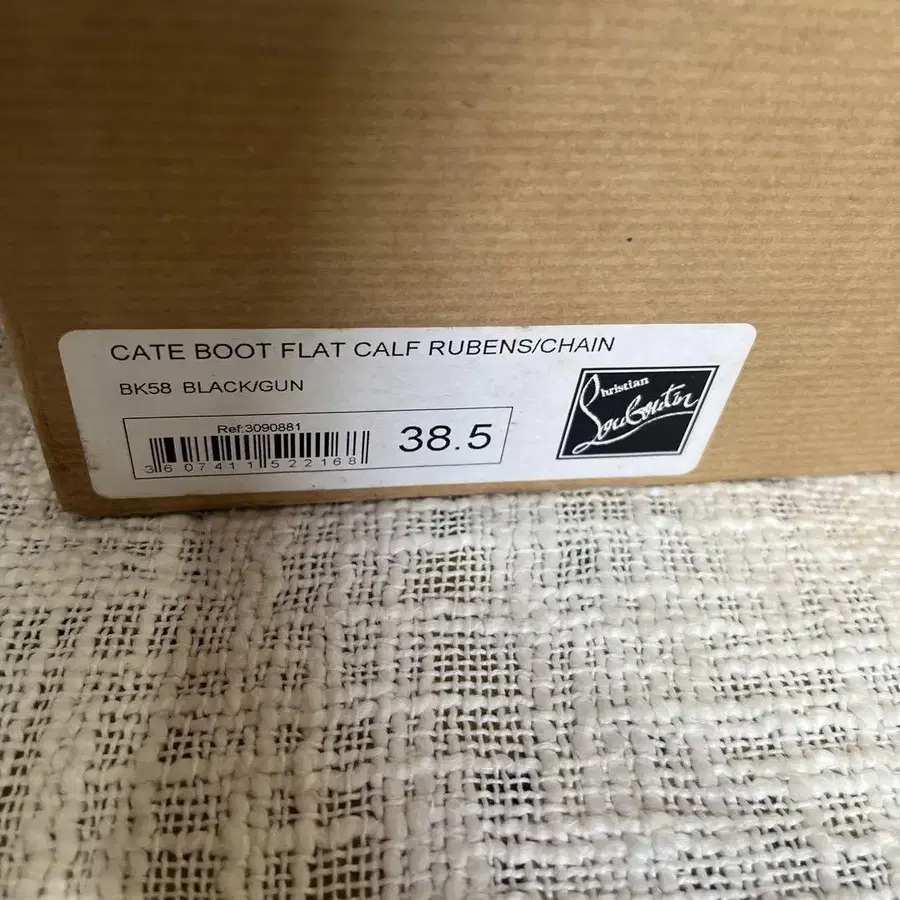 CATE BOOT FLAT CALF RUBENS/CHAIN
BK58 BLACK/GUN
Ref:3090881
3 607411 522168
38.5
Christian
Louboutin